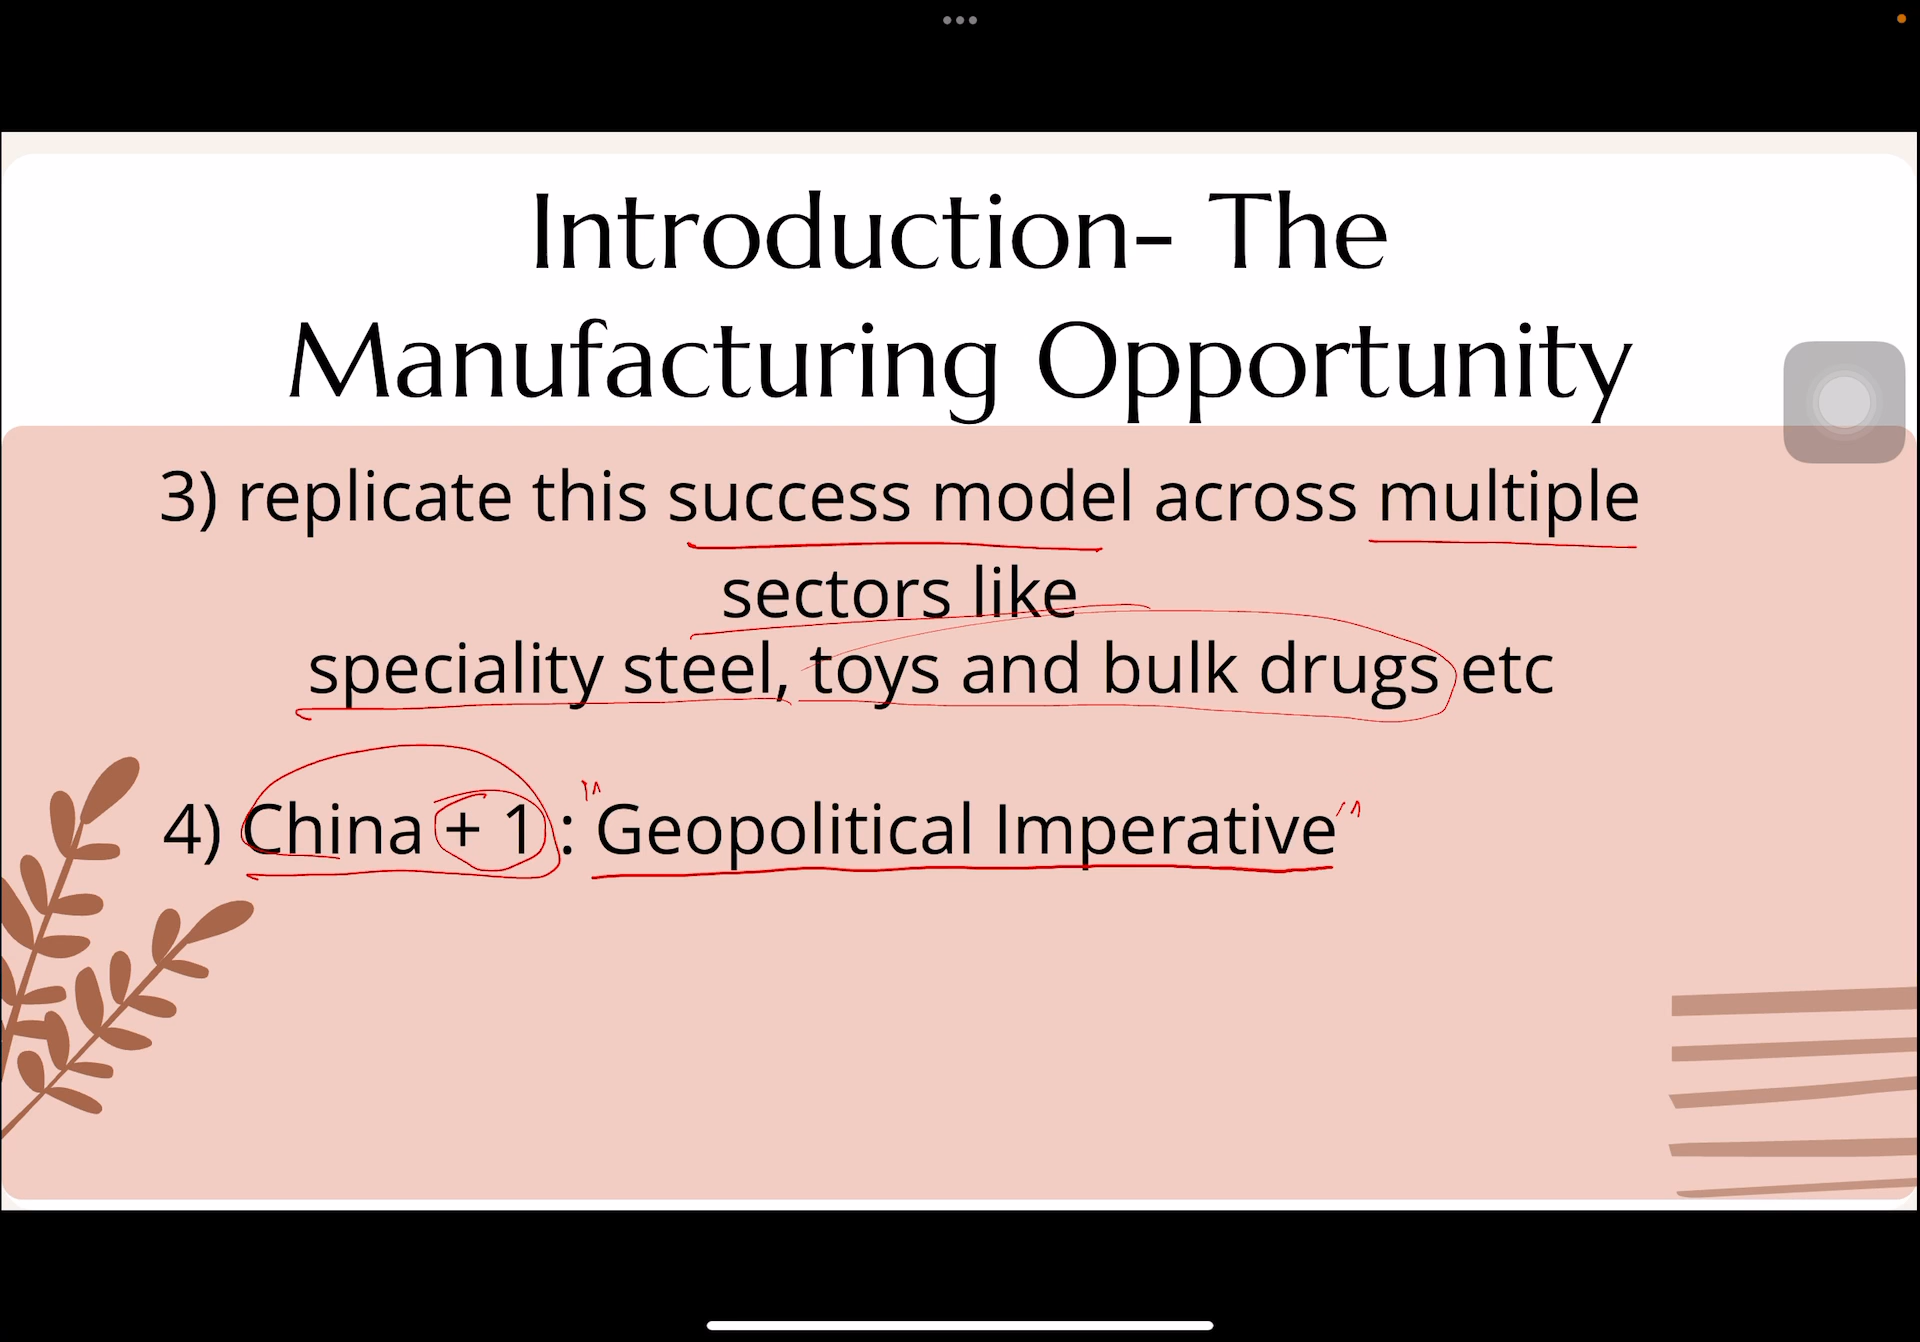 Introduction- The
Manufacturing Opportunity
3) replicate this success model across multiple
sectors like
speciality steel, toys and bulk drugs etc
4) China + 1 : "Geopolitical Imperative"